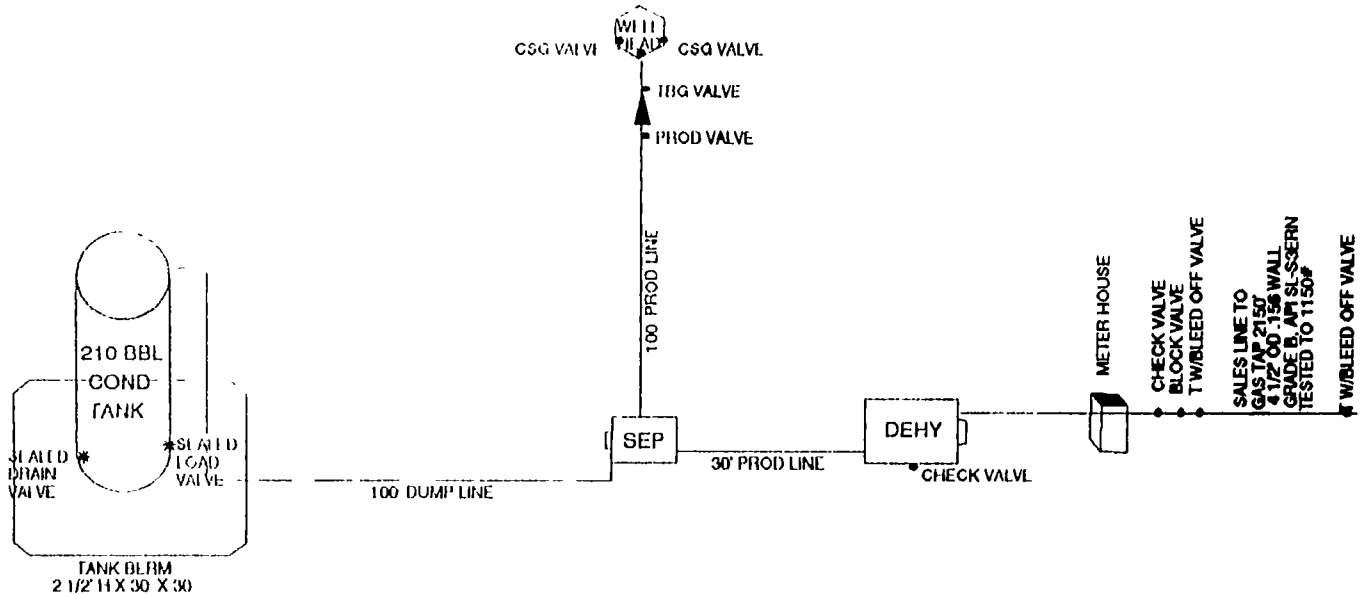 WELL
HEAD
CSG VALVE
CSG VALVE
TBG VALVE
PROD VALVE
100 PROD LINE
210 BBL
COND
TANK
SEALED
DRAIN
VALVE
SEALED
LOAD
VALVE
100 DUMP LINE
TANK BERM
2 1/2' H X 30 X 30
SEP
30' PROD LINE
DEHY
CHECK VALVE
METER HOUSE
CHECK VALVE
BLOCK VALVE
T W/BLEED OFF VALVE
SALES LINE TO
GAS TAP 2150'
4 1/2" OD .156 WALL
GRADE B, API SL-S3ERN
TESTED TO 1150#
T W/BLEED OFF VALVE